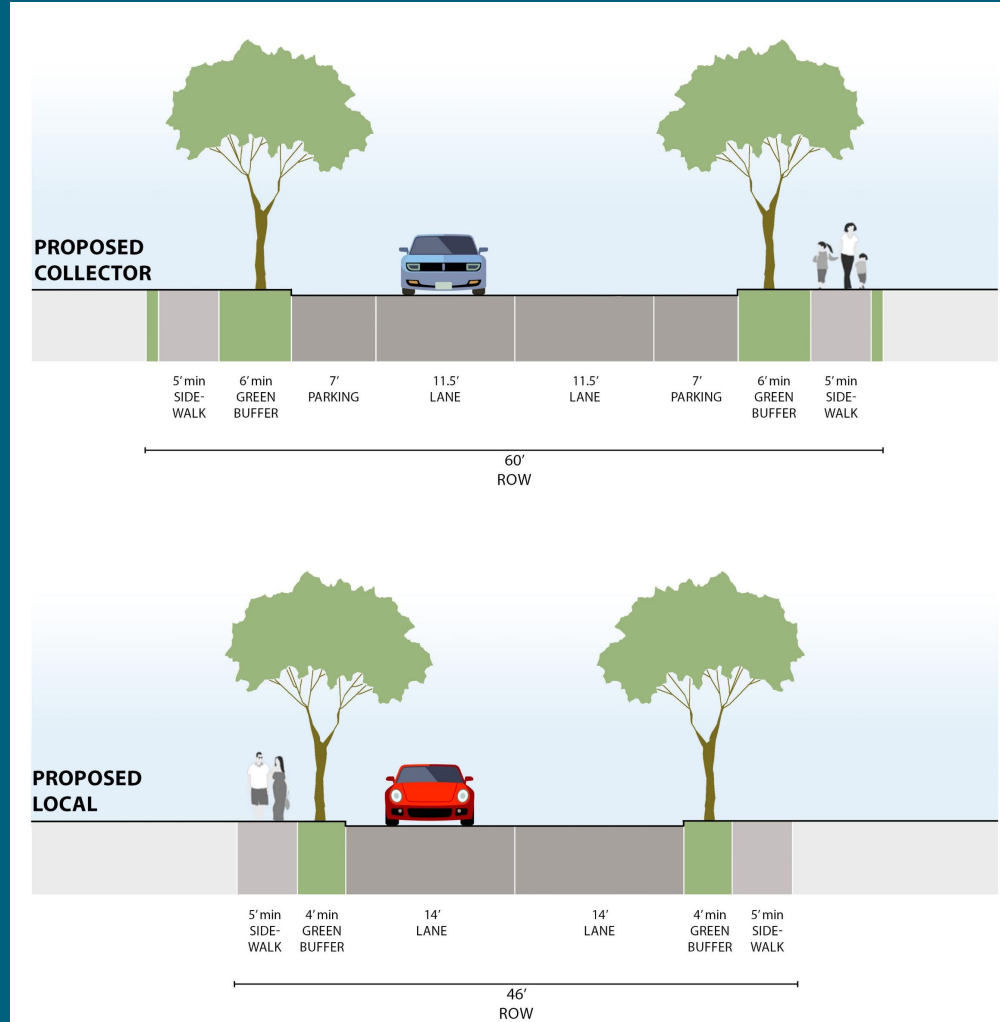 PROPOSED
COLLECTOR
5’ min
SIDE-
WALK
6’ min
GREEN
BUFFER
7’
PARKING
11.5’
LANE
11.5’
LANE
7’
PARKING
6’ min
GREEN
BUFFER
5’ min
SIDE-
WALK
60’
ROW
PROPOSED
LOCAL
5’ min
SIDE-
WALK
4’ min
GREEN
BUFFER
14’
LANE
14’
LANE
4’ min
GREEN
BUFFER
5’ min
SIDE-
WALK
46’
ROW